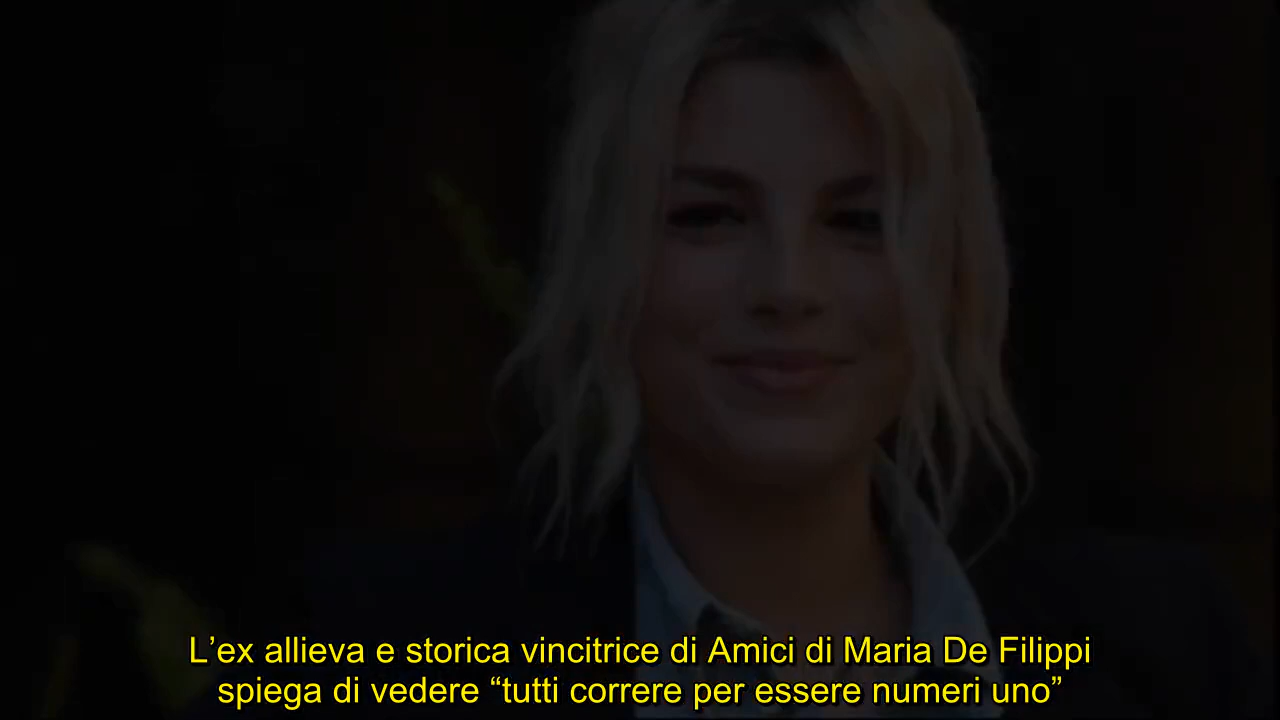 L’ex allieva e storica vincitrice di Amici di Maria De Filippi
spiega di vedere “tutti correre per essere numeri uno”